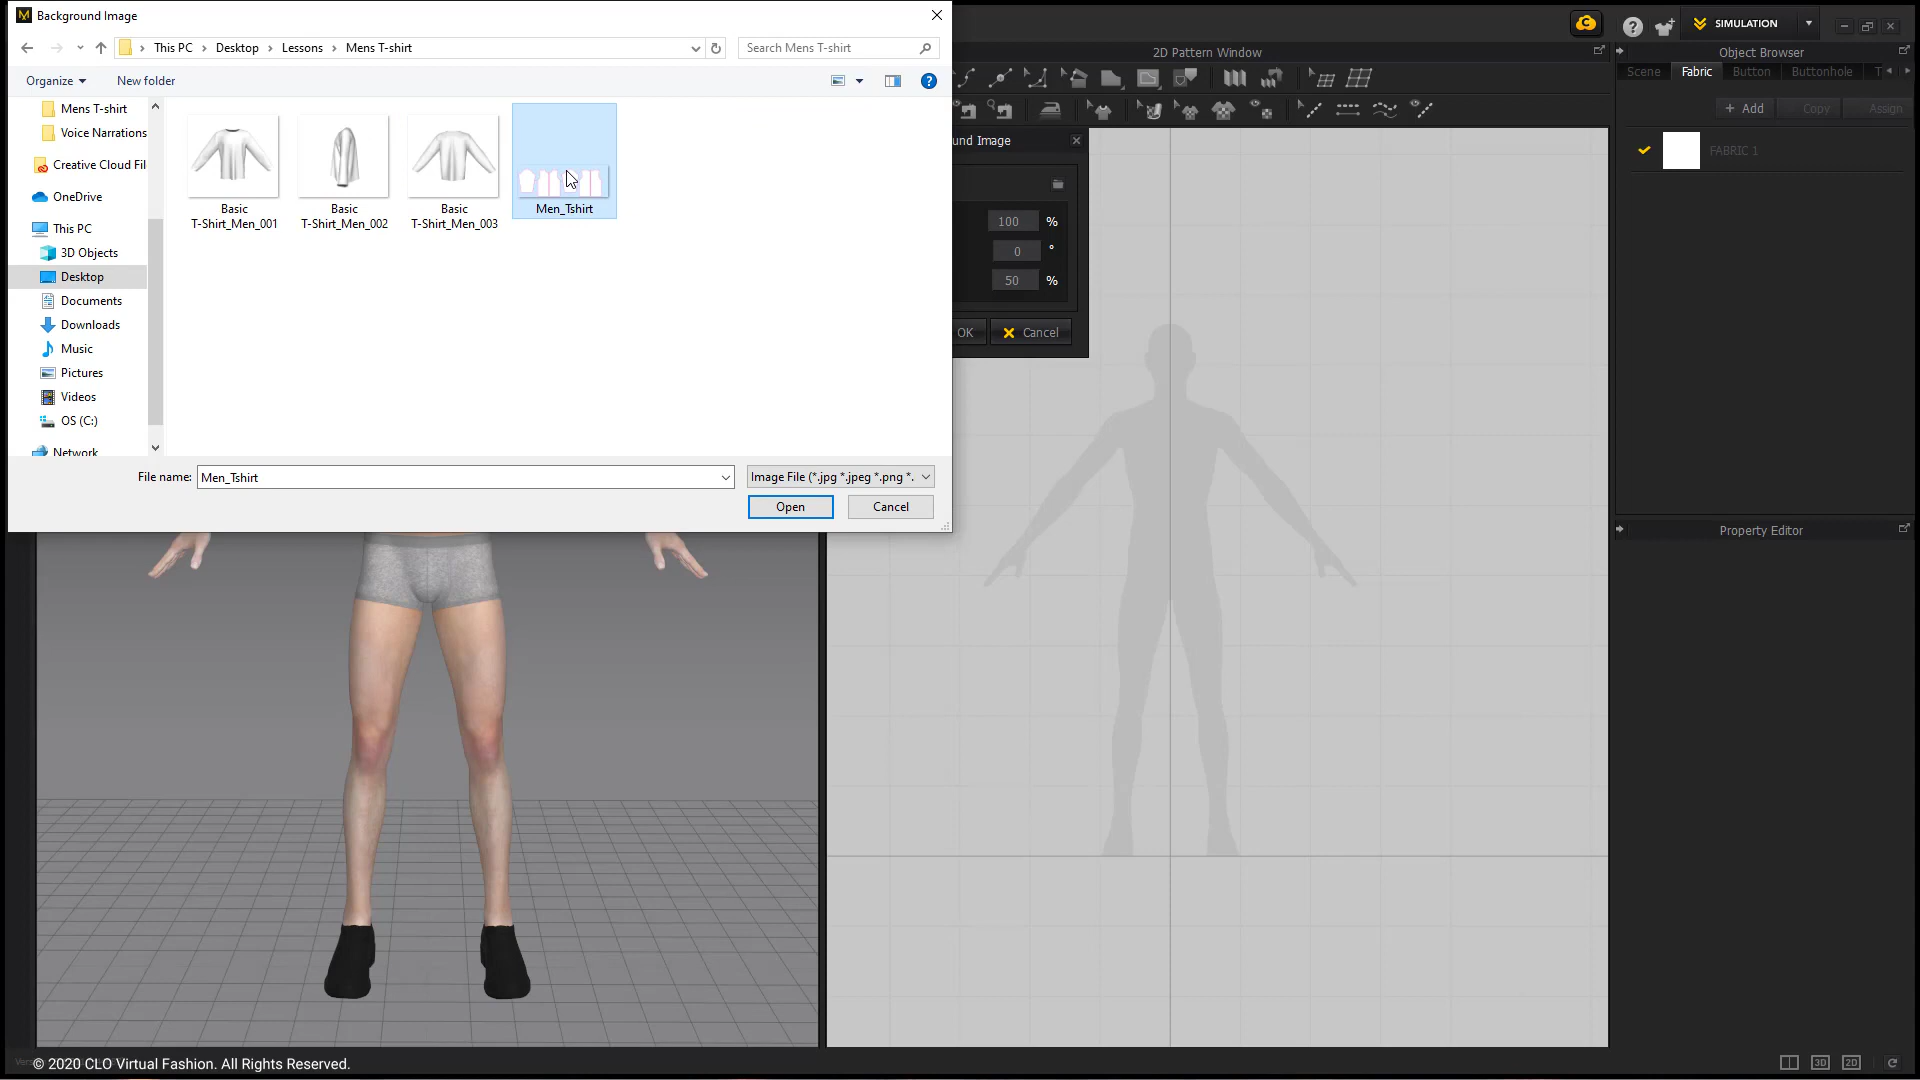 Background Image
This PC
Desktop
Lessons
Mens T-shirt
Search Mens T-shirt
Organize
New folder
Mens T-shirt
Voice Narrations
Creative Cloud Fil
OneDrive
This PC
3D Objects
Desktop
Documents
Downloads
Music
Pictures
Videos
OS (C:)
Network
Basic
T-Shirt_Men_001
Basic
T-Shirt_Men_002
Basic
T-Shirt_Men_003
Men_Tshirt
File name:
Men_Tshirt
Image File (*.jpg *.jpeg *.png *.
Open
Cancel
SIMULATION
2D Pattern Window
und Image
100 %
0 °
50 %
OK
Cancel
Object Browser
Scene
Fabric
Button
Buttonhole
T
+ Add
Copy
Assign
FABRIC 1
Property Editor
© 2020 CLO Virtual Fashion. All Rights Reserved.
3D
2D